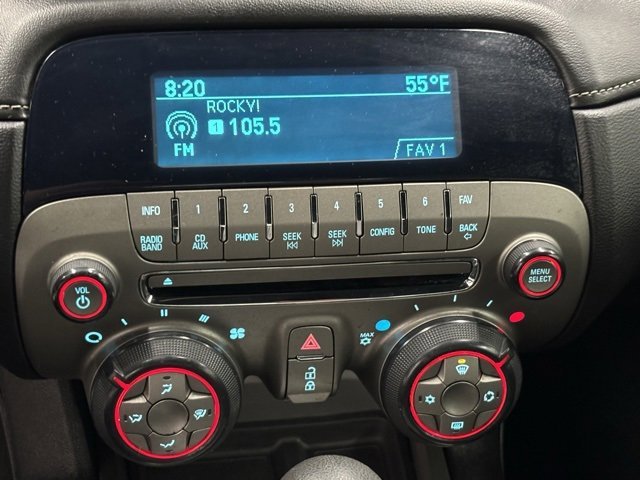 8:20 55°F
ROCKY!
1 105.5
FM
FAV 1
INFO 1 2 3 4 5 6 FAV
RADIO BAND CD AUX PHONE SEEK SEEK CONFIG TONE BACK
VOL
MENU SELECT
MAX